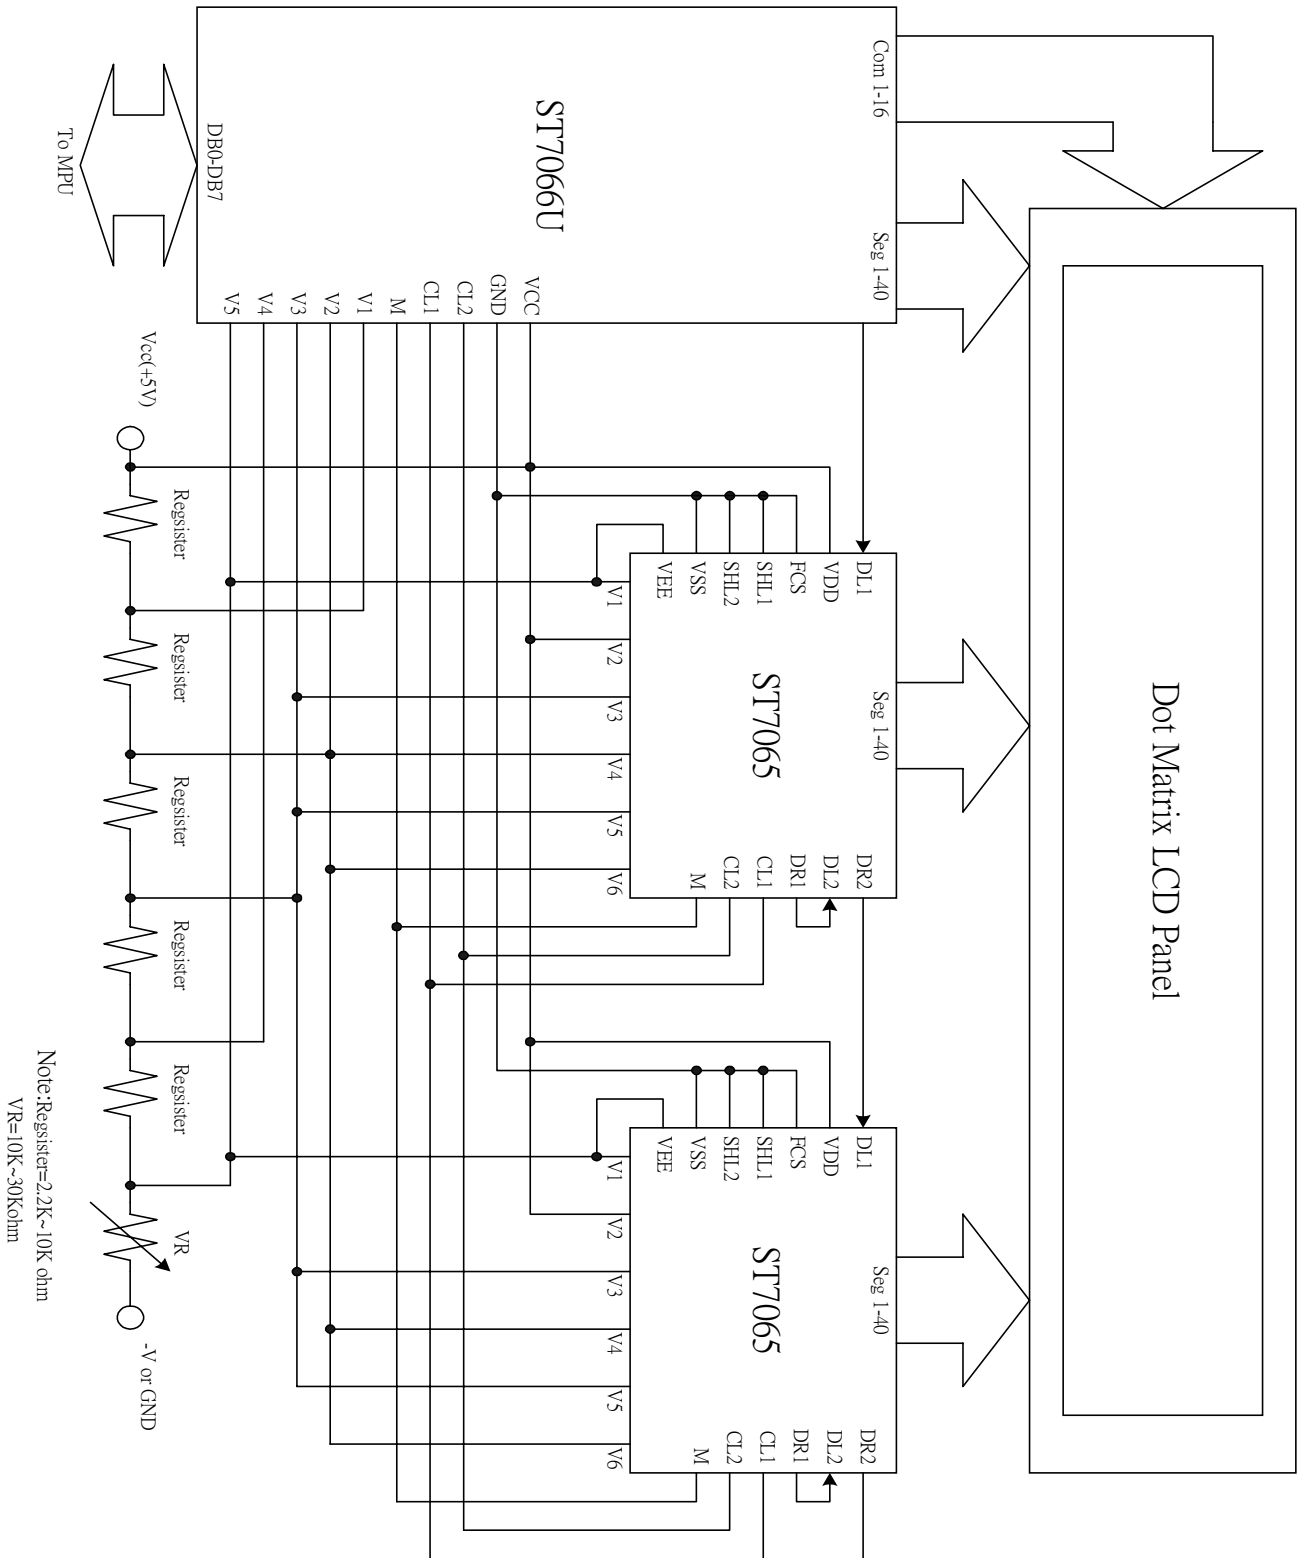 Dot Matrix LCD Panel
Com 1-16
Seg 1-40
ST7066U
DB0-DB7
To MPU
VCC
GND
CL2
CL1
M
V1
V2
V3
V4
V5
Seg 1-40
ST7065
DL1
VDD
FCS
SHL1
SHL2
VSS
VEE
V1
V2
V3
V4
V5
V6
DR2
DL2
DR1
CL1
CL2
M
Seg 1-40
ST7065
DL1
VDD
FCS
SHL1
SHL2
VSS
VEE
V1
V2
V3
V4
V5
V6
DR2
DL2
DR1
CL1
CL2
M
Vcc(+5V)
Regsister
Regsister
Regsister
Regsister
Regsister
VR
-V or GND
Note:Regsister=2.2K~10K ohm
VR=10K~30Kohm